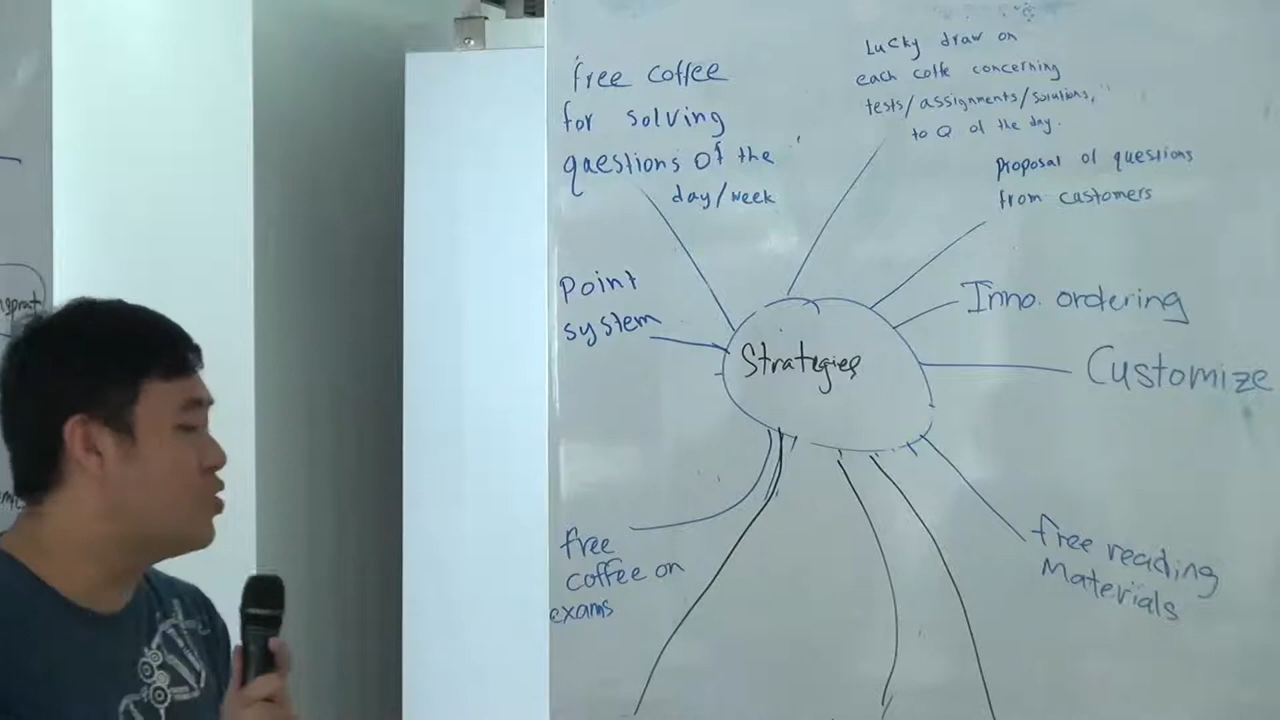 free coffee
for solving
questions of the
day/week
Lucky draw on
each coffe concerning
tests/assignments/solutions,
to Q of the day.
proposal of questions
from customers
Point
system
Inno. ordering
Strategies
Customize
free
coffee on
exams
free reading
Materials